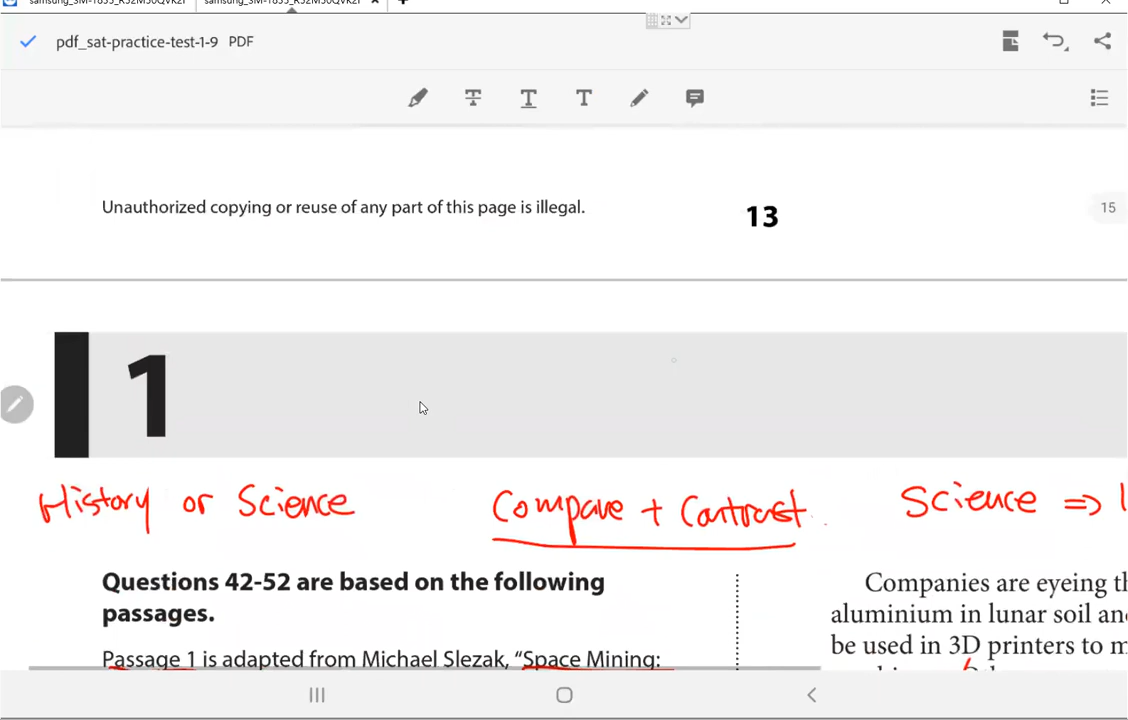 pdf_sat-practice-test-1-9 PDF
T T T
Unauthorized copying or reuse of any part of this page is illegal.
13
15
1
History or Science
Compare + Contrast
Science ⇒
Questions 42-52 are based on the following
passages.
Passage 1 is adapted from Michael Slezak, “Space Mining:
Companies are eyeing th
aluminium in lunar soil and
be used in 3D printers to m